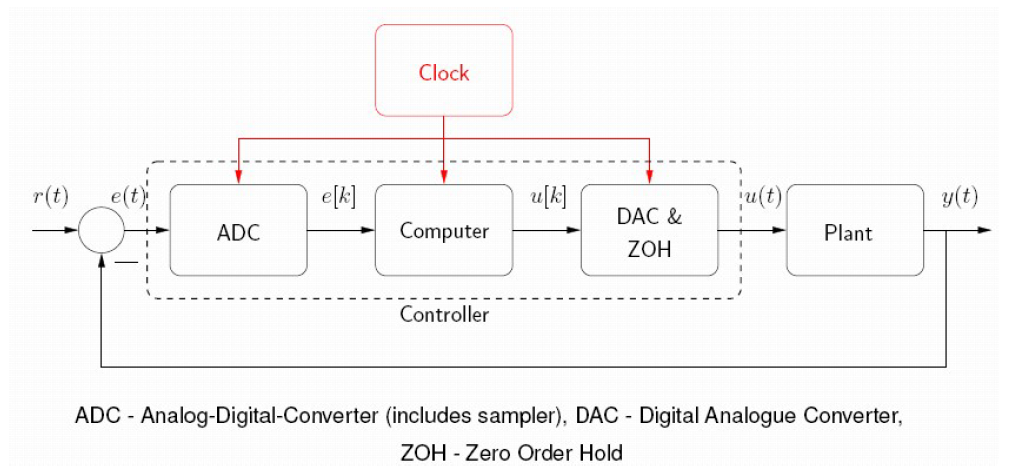 Clock
r(t) e(t) e[k] u[k] u(t) y(t)
ADC Computer DAC & Plant
ZOH
Controller
ADC - Analog-Digital-Converter (includes sampler), DAC - Digital Analogue Converter,
ZOH - Zero Order Hold